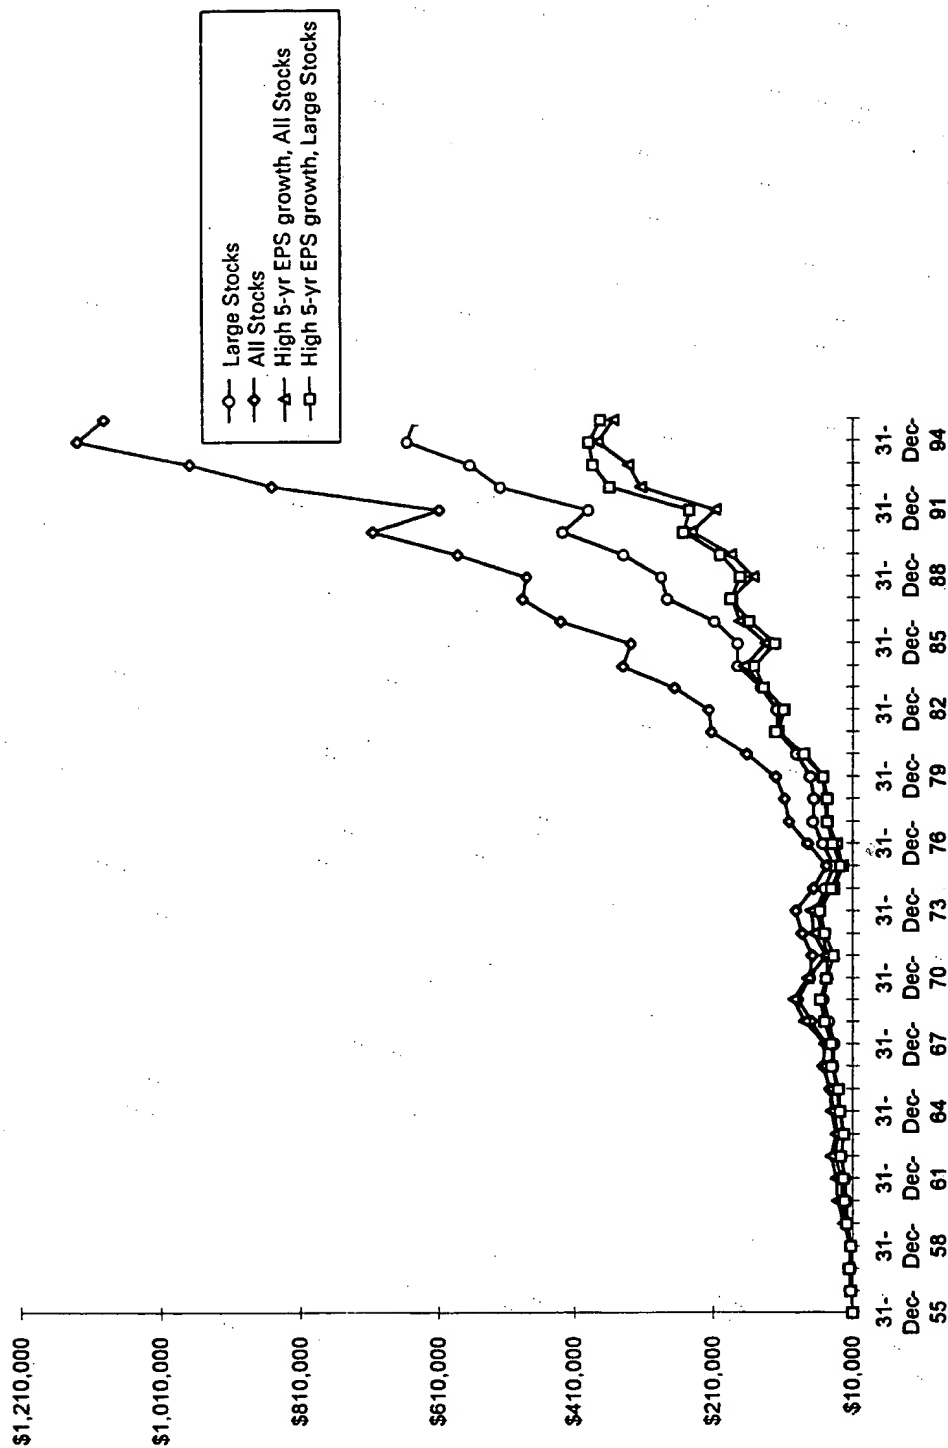 $1,210,000
$1,010,000
$810,000
$610,000
$410,000
$210,000
$10,000
31-
Dec-
55
31-
Dec-
58
31-
Dec-
61
31-
Dec-
64
31-
Dec-
67
31-
Dec-
70
31-
Dec-
73
31-
Dec-
76
31-
Dec-
79
31-
Dec-
82
31-
Dec-
85
31-
Dec-
88
31-
Dec-
91
31-
Dec-
94
Large Stocks
All Stocks
High 5-yr EPS growth, All Stocks
High 5-yr EPS growth, Large Stocks